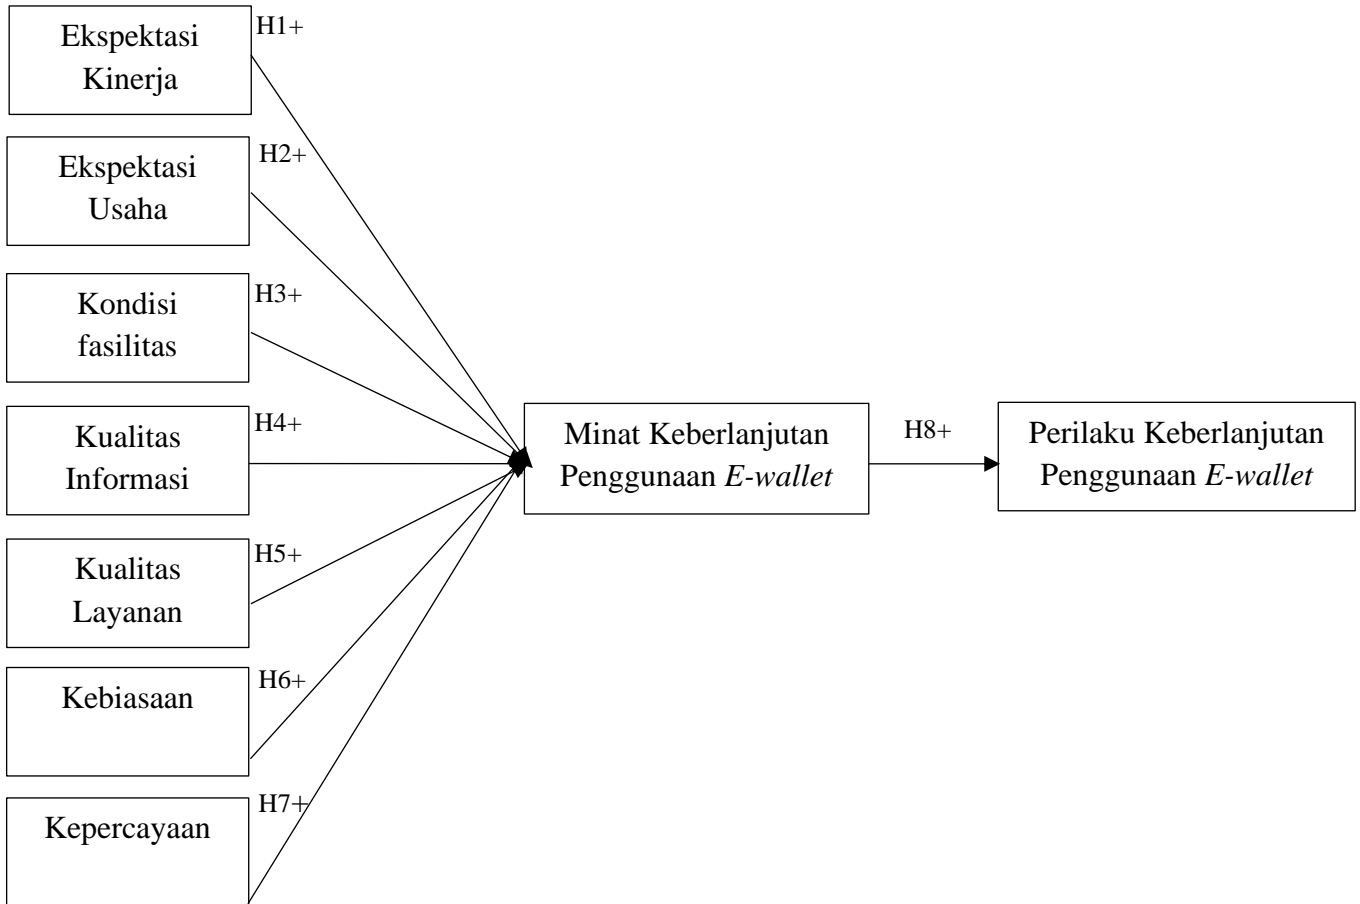 H1+
Ekspektasi
Kinerja
H2+
Ekspektasi
Usaha
H3+
Kondisi
fasilitas
H4+
Kualitas
Informasi
H5+
Kualitas
Layanan
H6+
Kebiasaan
H7+
Kepercayaan
Minat Keberlanjutan
Penggunaan E-wallet
H8+
Perilaku Keberlanjutan
Penggunaan E-wallet